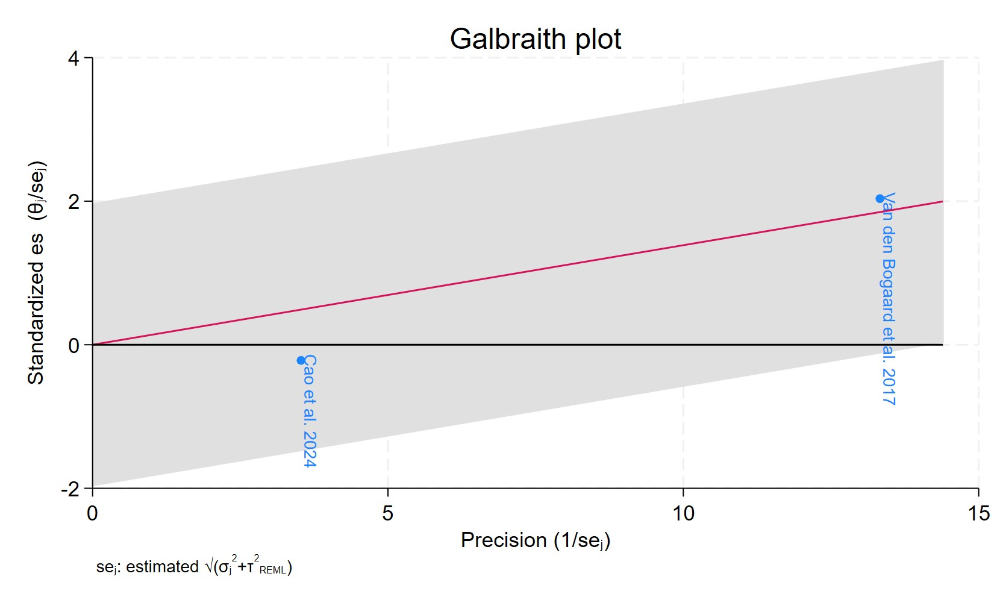 Galbraith plot
4
2
0
-2
Standardized es (θⱼ/seⱼ)
Van den Bogaard et al. 2017
Cao et al. 2024
0 5 10 15
Precision (1/seⱼ)
seⱼ: estimated √(σⱼ²+τ²REML)